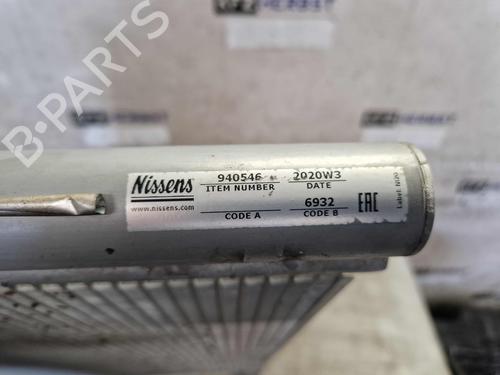 B-PARTS
Nissens
www.nissens.com
940546
ITEM NUMBER
2020W3
DATE
CODE A
6932
CODE B
EAC